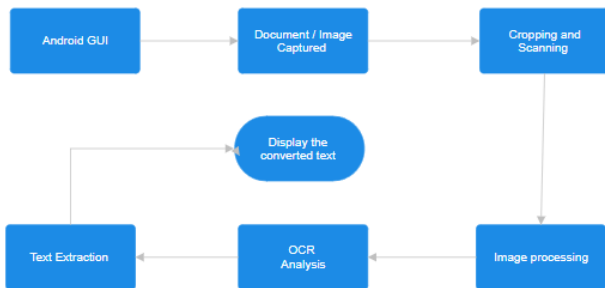 Android GUI
Document / Image
Captured
Cropping and
Scanning
Display the
converted text
Text Extraction
OCR
Analysis
Image processing